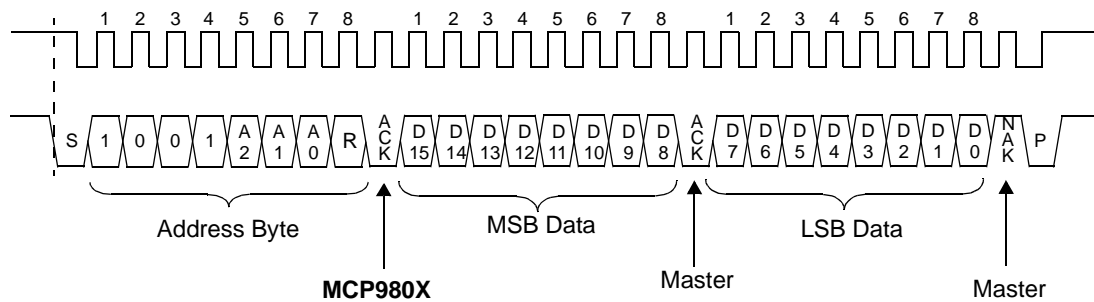 1 2 3 4 5 6 7 8 1 2 3 4 5 6 7 8 1 2 3 4 5 6 7 8
S 1 0 0 1 A2 A1 A0 R ACK D15 D14 D13 D12 D11 D10 D9 D8 ACK D7 D6 D5 D4 D3 D2 D1 D0 NAK P
Address Byte MSB Data LSB Data
MCP980X Master Master